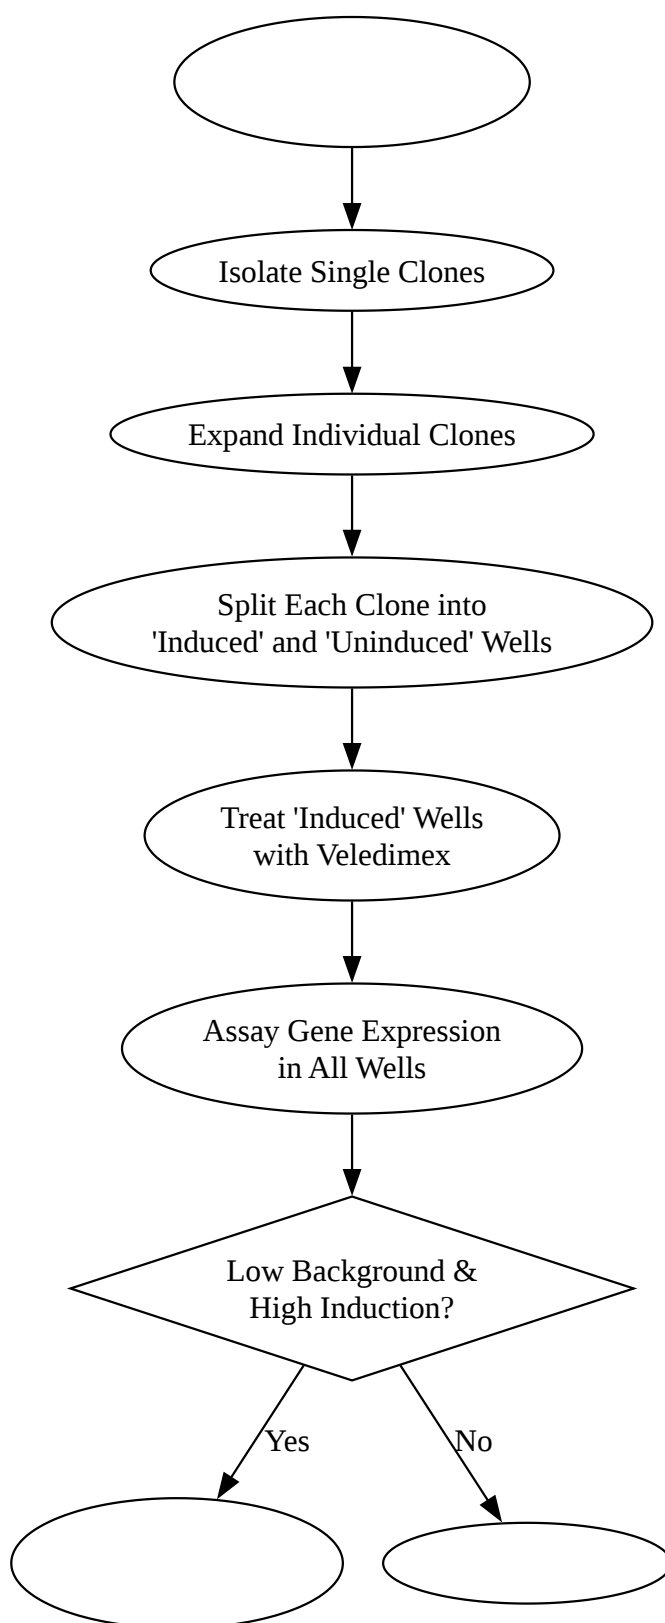 Isolate Single Clones
Expand Individual Clones
Split Each Clone into
'Induced' and 'Uninduced' Wells
Treat 'Induced' Wells
with Veledimex
Assay Gene Expression
in All Wells
Low Background &
High Induction?
Yes
No